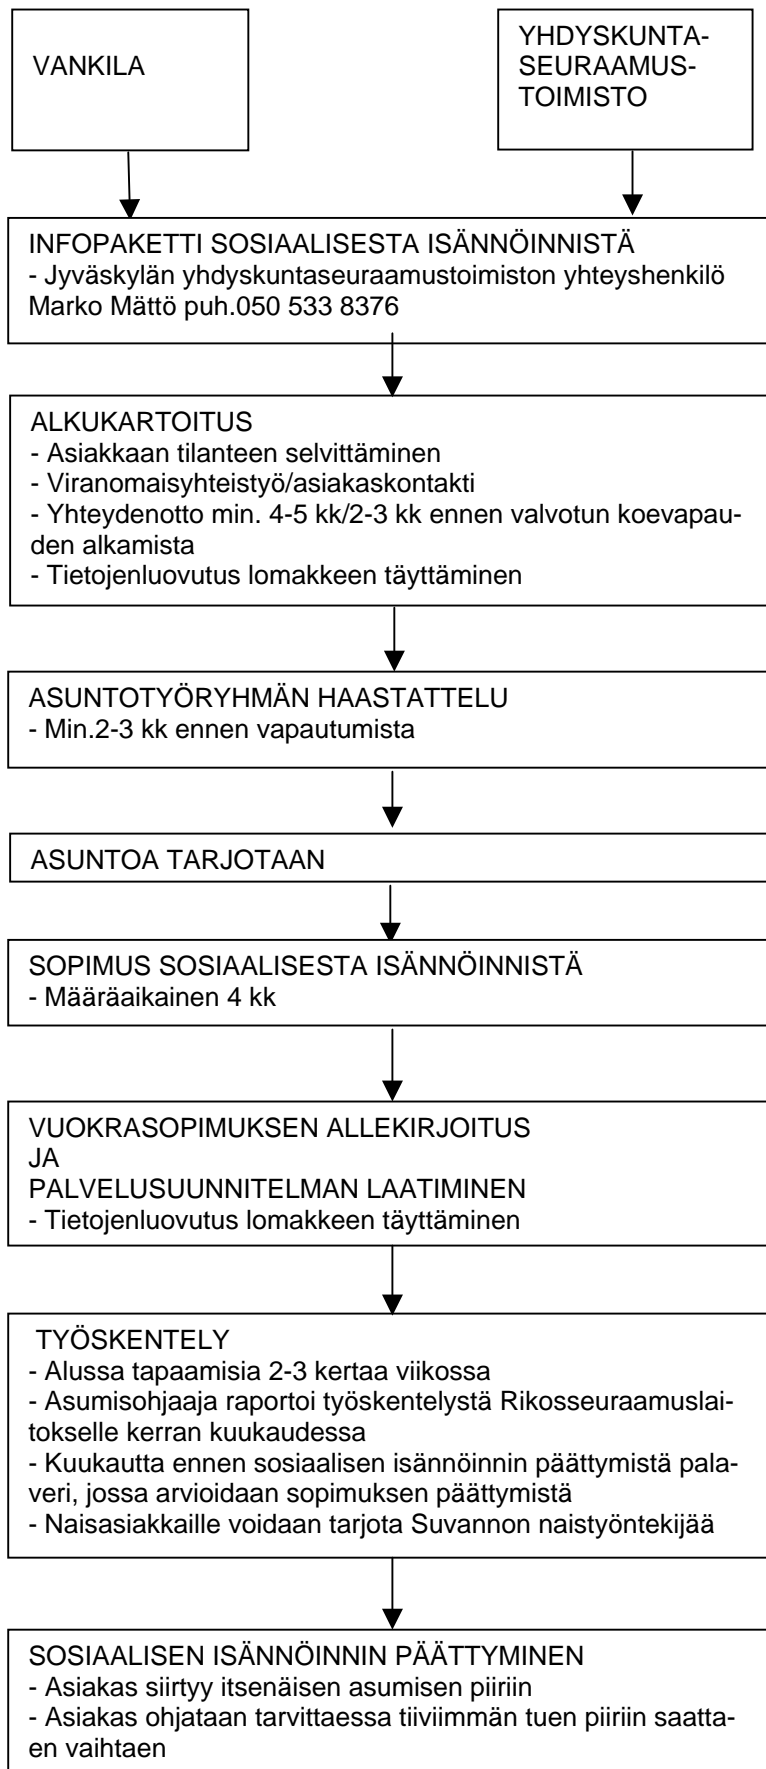 VANKILA
YHDYSKUNTA-
SEURAAMUS-
TOIMISTO
INFOPAKETTI SOSIAALISESTA ISÄNNÖINNISTÄ
- Jyväskylän yhdyskuntaseuraamustoimiston yhteyshenkilö
Marko Mättö puh.050 533 8376
ALKUKARTOITUS
- Asiakkaan tilanteen selvittäminen
- Viranomaisyhteistyö/asiakaskontakti
- Yhteydenotto min. 4-5 kk/2-3 kk ennen valvotun koevapau-
den alkamista
- Tietojenluovutus lomakkeen täyttäminen
ASUNTOTYÖRYHMÄN HAASTATTELU
- Min.2-3 kk ennen vapautumista
ASUNTOA TARJOTAAN
SOPIMUS SOSIAALISESTA ISÄNNÖINNISTÄ
- Määräaikainen 4 kk
VUOKRASOPIMUKSEN ALLEKIRJOITUS
JA
PALVELUSUUNNITELMAN LAATIMINEN
- Tietojenluovutus lomakkeen täyttäminen
TYÖSKENTELY
- Alussa tapaamisia 2-3 kertaa viikossa
- Asumisohjaaja raportoi työskentelystä Rikosseuraamuslai-
tokselle kerran kuukaudessa
- Kuukautta ennen sosiaalisen isännöinnin päättymistä pala-
veri, jossa arvioidaan sopimuksen päättymistä
- Naisasiakkaille voidaan tarjota Suvannon naistyöntekijää
SOSIAALISEN ISÄNNÖINNIN PÄÄTTYMINEN
- Asiakas siirtyy itsenäisen asumisen piiriin
- Asiakas ohjataan tarvittaessa tiiviimmän tuen piiriin saatta-
en vaihtaen